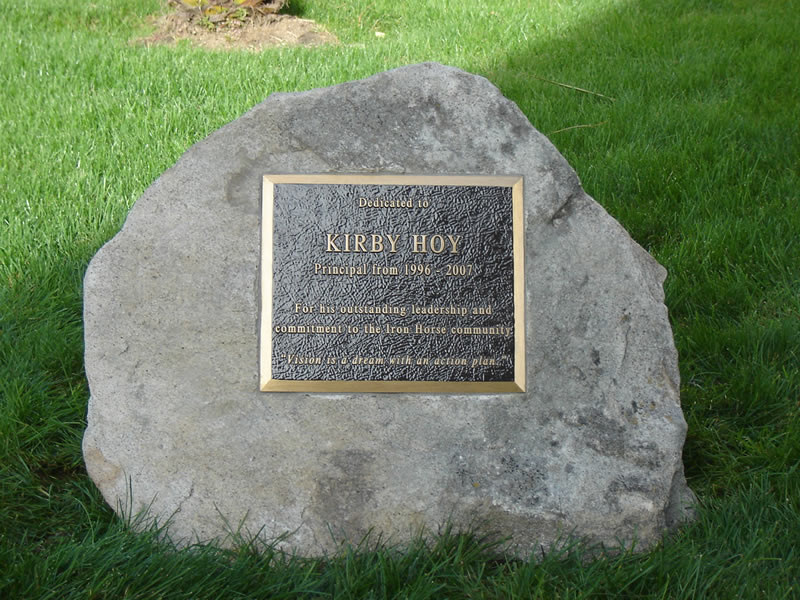 Dedicated to
KIRBY HOY
Principal from 1996 - 2007
For his outstanding leadership and
commitment to the Iron Horse community.
"Vision is a dream with an action plan."